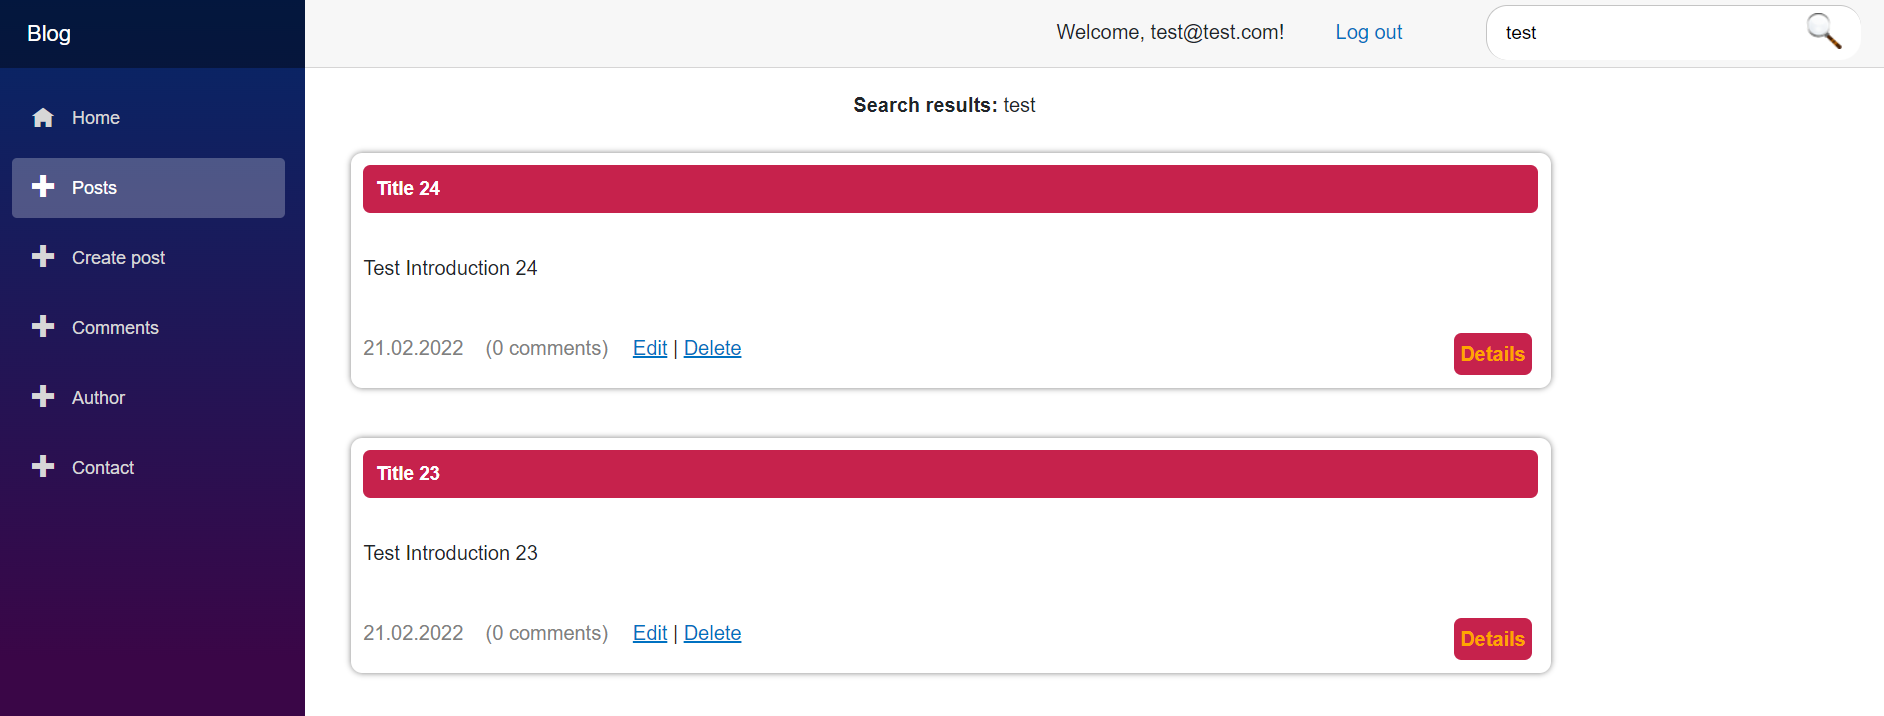 Blog
Welcome, test@test.com! Log out test
Home
Posts
Create post
Comments
Author
Contact
Search results: test
Title 24
Test Introduction 24
21.02.2022 (0 comments) Edit | Delete Details
Title 23
Test Introduction 23
21.02.2022 (0 comments) Edit | Delete Details